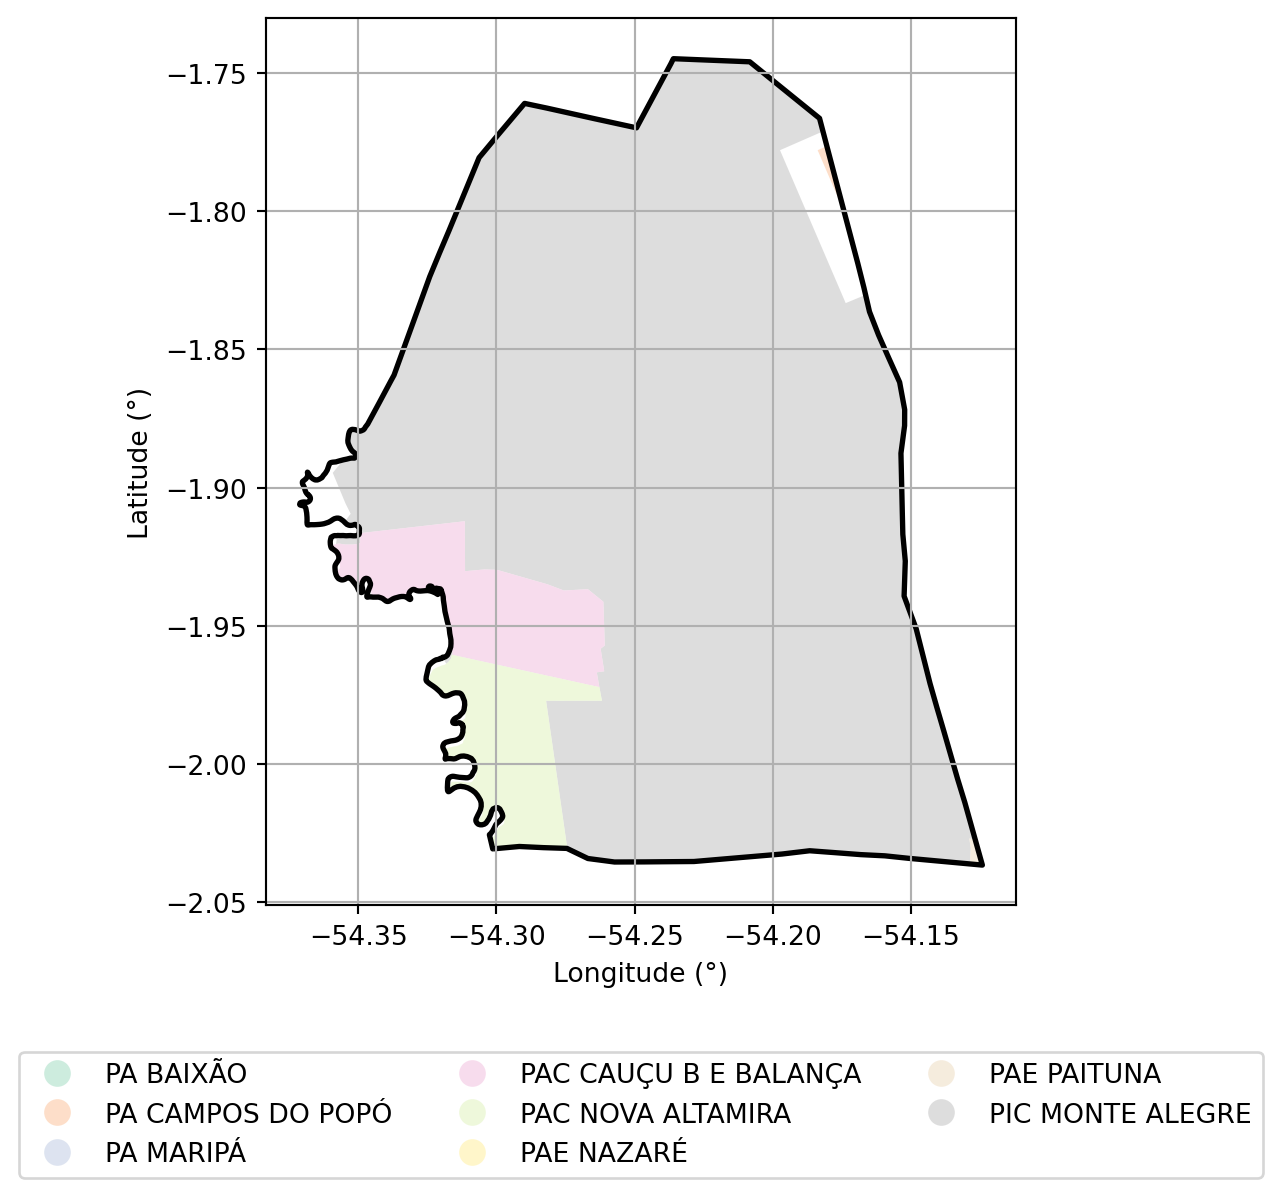 −1.75
−1.80
−1.85
−1.90
−1.95
−2.00
−2.05
Latitude (°)
−54.35 −54.30 −54.25 −54.20 −54.15
Longitude (°)
PA BAIXÃO
PA CAMPOS DO POPÓ
PA MARIPÁ
PAC CAUÇU B E BALANÇA
PAC NOVA ALTAMIRA
PAE NAZARÉ
PAE PAITUNA
PIC MONTE ALEGRE